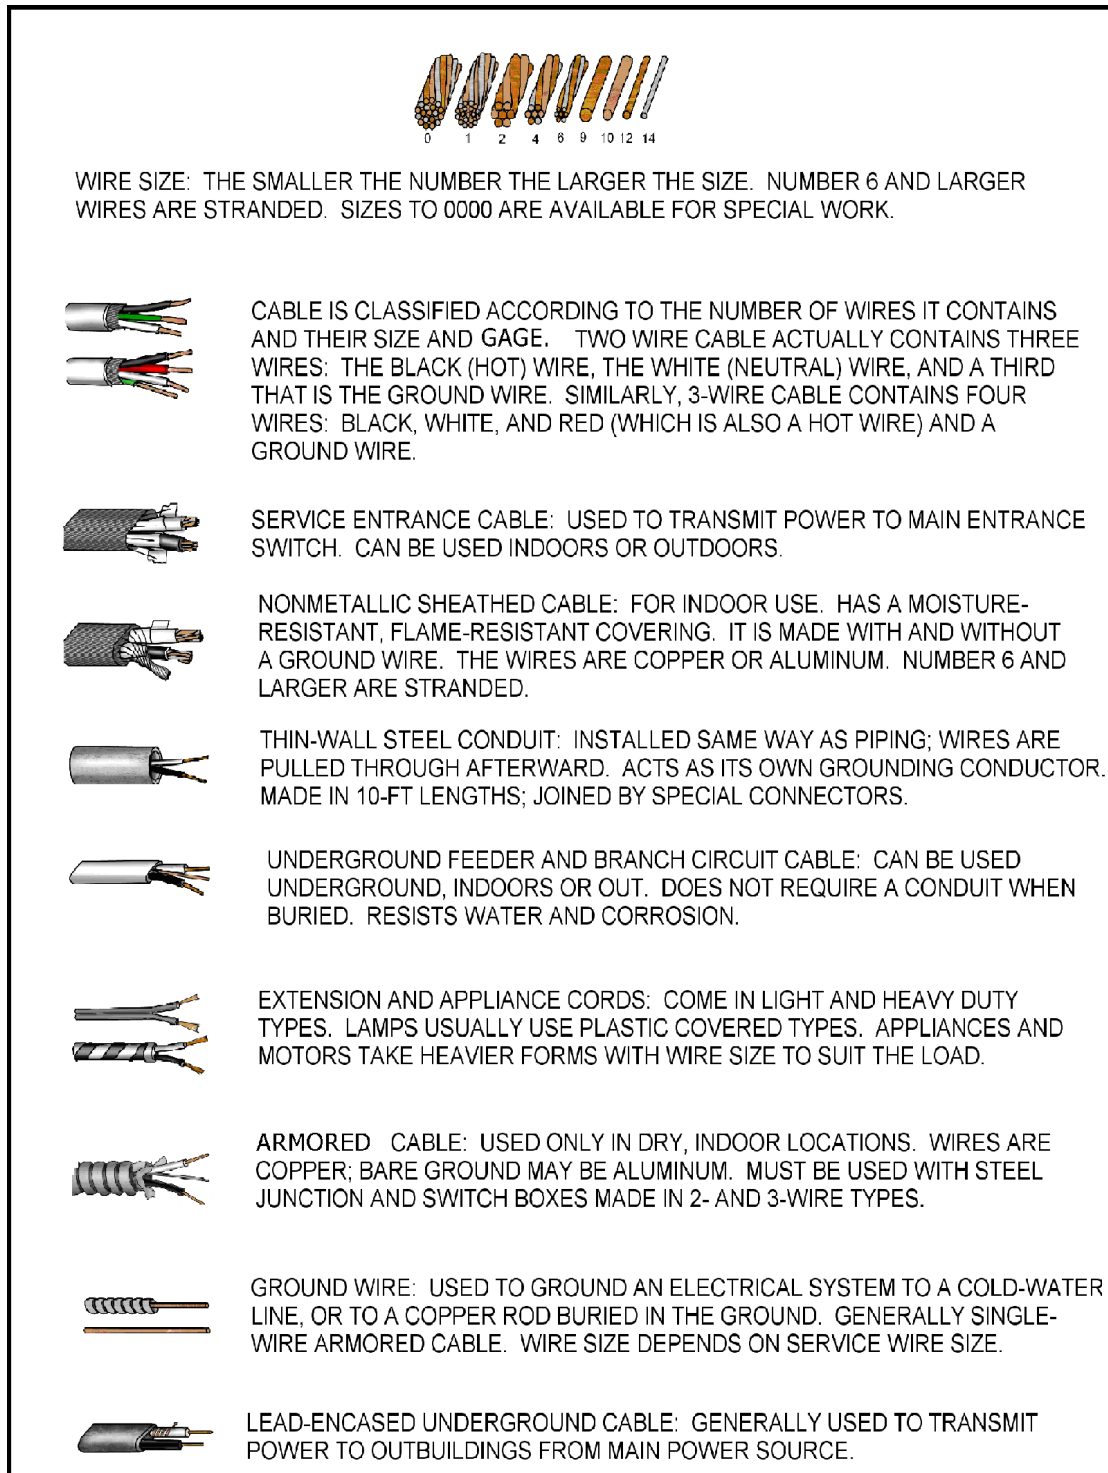 0 1 2 4 6 9 10 12 14
WIRE SIZE: THE SMALLER THE NUMBER THE LARGER THE SIZE. NUMBER 6 AND LARGER
WIRES ARE STRANDED. SIZES TO 0000 ARE AVAILABLE FOR SPECIAL WORK.
CABLE IS CLASSIFIED ACCORDING TO THE NUMBER OF WIRES IT CONTAINS
AND THEIR SIZE AND GAGE. TWO WIRE CABLE ACTUALLY CONTAINS THREE
WIRES: THE BLACK (HOT) WIRE, THE WHITE (NEUTRAL) WIRE, AND A THIRD
THAT IS THE GROUND WIRE. SIMILARLY, 3-WIRE CABLE CONTAINS FOUR
WIRES: BLACK, WHITE, AND RED (WHICH IS ALSO A HOT WIRE) AND A
GROUND WIRE.
SERVICE ENTRANCE CABLE: USED TO TRANSMIT POWER TO MAIN ENTRANCE
SWITCH. CAN BE USED INDOORS OR OUTDOORS.
NONMETALLIC SHEATHED CABLE: FOR INDOOR USE. HAS A MOISTURE-
RESISTANT, FLAME-RESISTANT COVERING. IT IS MADE WITH AND WITHOUT
A GROUND WIRE. THE WIRES ARE COPPER OR ALUMINUM. NUMBER 6 AND
LARGER ARE STRANDED.
THIN-WALL STEEL CONDUIT: INSTALLED SAME WAY AS PIPING; WIRES ARE
PULLED THROUGH AFTERWARD. ACTS AS ITS OWN GROUNDING CONDUCTOR.
MADE IN 10-FT LENGTHS; JOINED BY SPECIAL CONNECTORS.
UNDERGROUND FEEDER AND BRANCH CIRCUIT CABLE: CAN BE USED
UNDERGROUND, INDOORS OR OUT. DOES NOT REQUIRE A CONDUIT WHEN
BURIED. RESISTS WATER AND CORROSION.
EXTENSION AND APPLIANCE CORDS: COME IN LIGHT AND HEAVY DUTY
TYPES. LAMPS USUALLY USE PLASTIC COVERED TYPES. APPLIANCES AND
MOTORS TAKE HEAVIER FORMS WITH WIRE SIZE TO SUIT THE LOAD.
ARMORED CABLE: USED ONLY IN DRY, INDOOR LOCATIONS. WIRES ARE
COPPER; BARE GROUND MAY BE ALUMINUM. MUST BE USED WITH STEEL
JUNCTION AND SWITCH BOXES MADE IN 2- AND 3-WIRE TYPES.
GROUND WIRE: USED TO GROUND AN ELECTRICAL SYSTEM TO A COLD-WATER
LINE, OR TO A COPPER ROD BURIED IN THE GROUND. GENERALLY SINGLE-
WIRE ARMORED CABLE. WIRE SIZE DEPENDS ON SERVICE WIRE SIZE.
LEAD-ENCASED UNDERGROUND CABLE: GENERALLY USED TO TRANSMIT
POWER TO OUTBUILDINGS FROM MAIN POWER SOURCE.